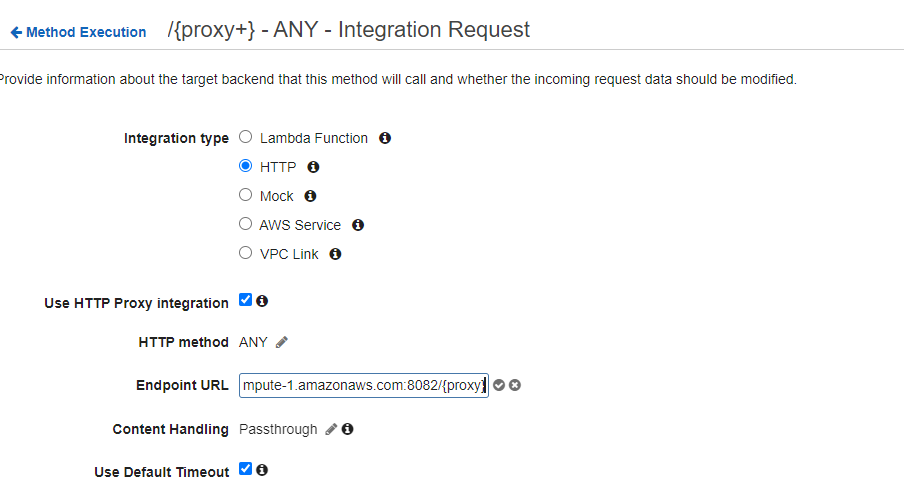 Method Execution /{proxy+} - ANY - Integration Request
Provide information about the target backend that this method will call and whether the incoming request data should be modified.
Integration type Lambda Function
HTTP
Mock
AWS Service
VPC Link
Use HTTP Proxy integration
HTTP method ANY
Endpoint URL mpute-1.amazonaws.com:8082/{proxy}
Content Handling Passthrough
Use Default Timeout